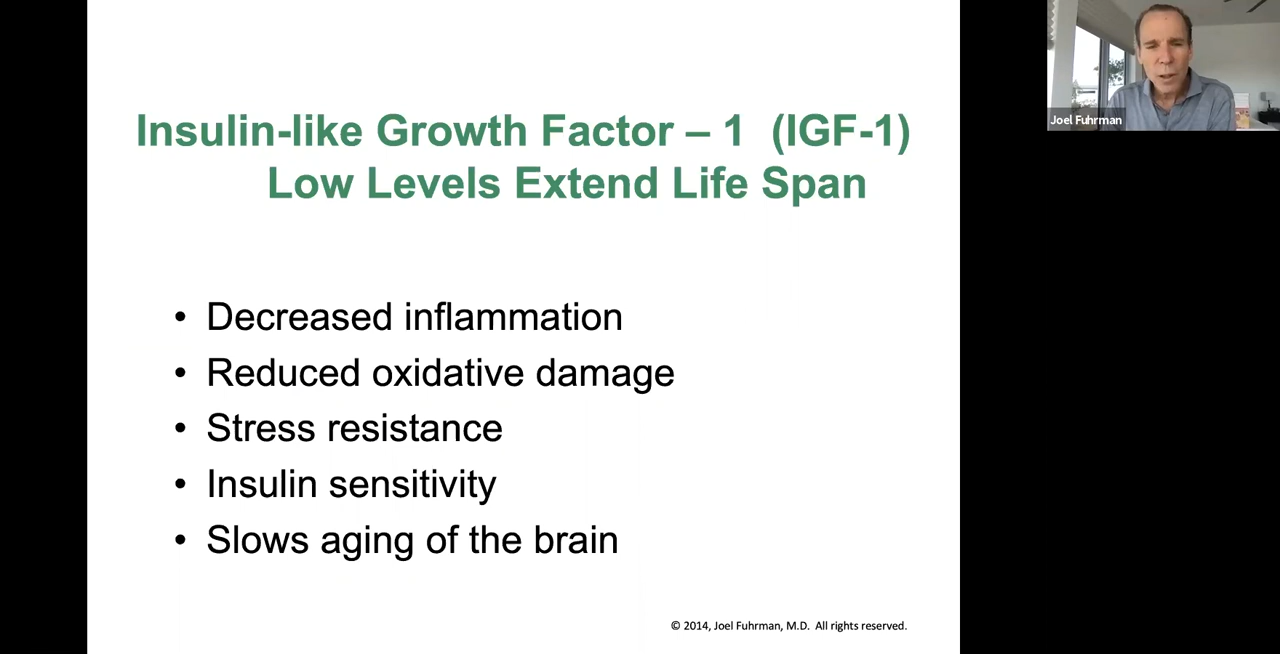 Insulin-like Growth Factor – 1 (IGF-1)
Low Levels Extend Life Span
• Decreased inflammation
• Reduced oxidative damage
• Stress resistance
• Insulin sensitivity
• Slows aging of the brain
© 2014, Joel Fuhrman, M.D. All rights reserved.
Joel Fuhrman